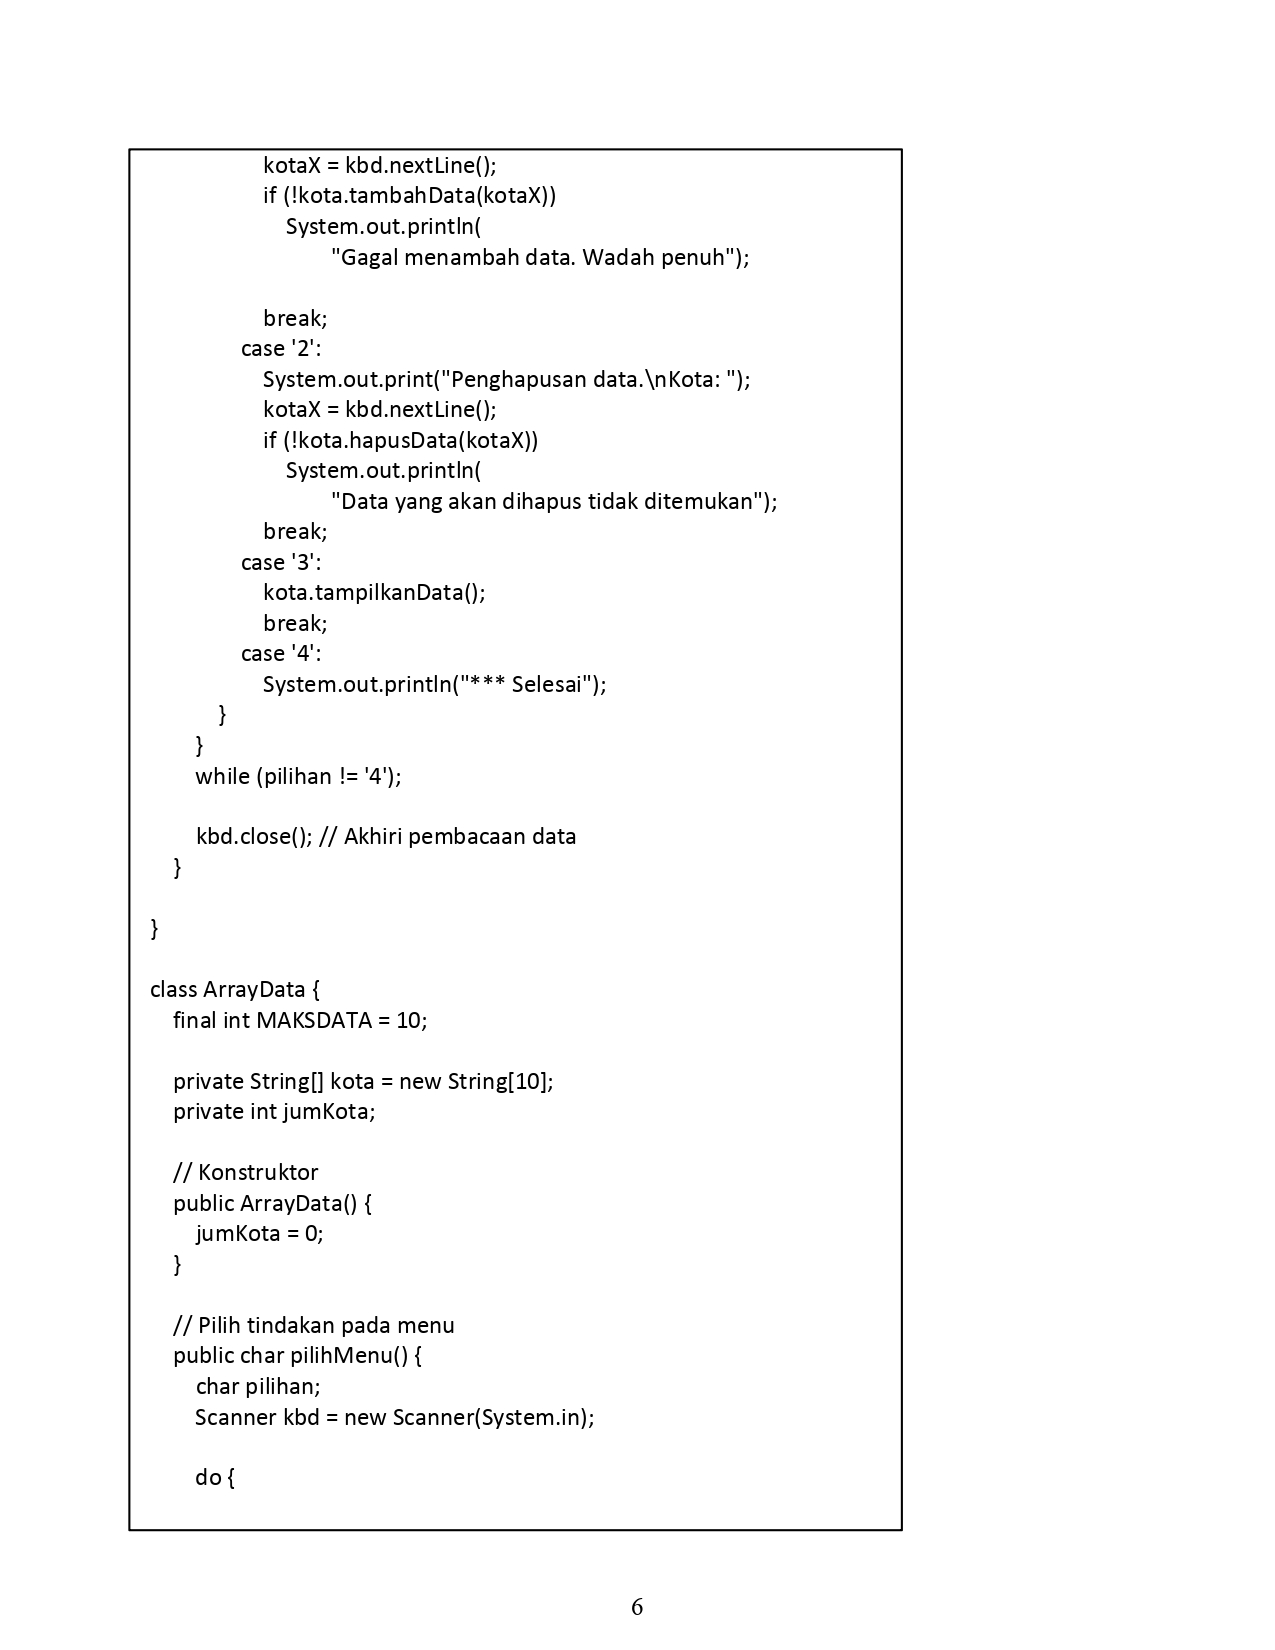 kotaX = kbd.nextLine();
if (!kota.tambahData(kotaX))
System.out.println(
"Gagal menambah data. Wadah penuh");
break;
case '2':
System.out.print("Penghapusan data.\nKota: ");
kotaX = kbd.nextLine();
if (!kota.hapusData(kotaX))
System.out.println(
"Data yang akan dihapus tidak ditemukan");
break;
case '3':
kota.tampilkanData();
break;
case '4':
System.out.println("*** Selesai");
}
}
while (pilihan != '4');
kbd.close(); // Akhiri pembacaan data
}
}
class ArrayData {
final int MAKSDATA = 10;
private String[] kota = new String[10];
private int jumKota;
// Konstruktor
public ArrayData() {
jumKota = 0;
}
// Pilih tindakan pada menu
public char pilihMenu() {
char pilihan;
Scanner kbd = new Scanner(System.in);
do {
6